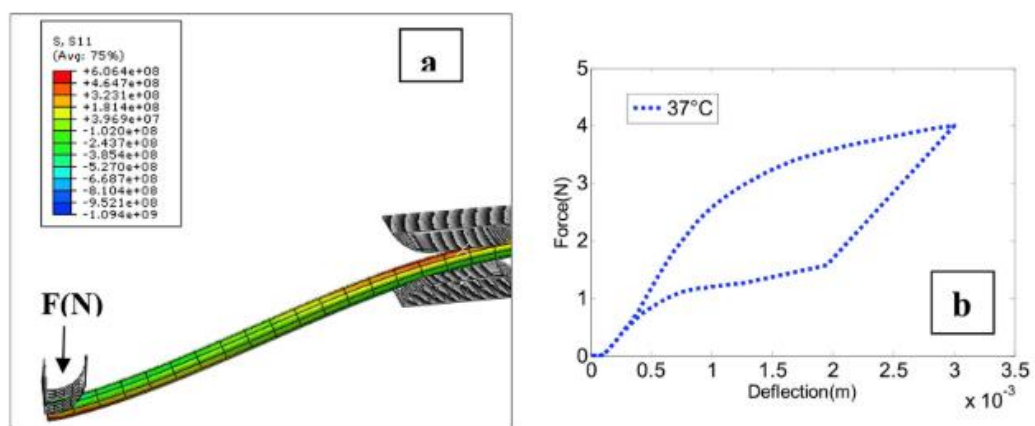 S, S11
(Avg: 75%)
+6.064e+08
+4.647e+08
+3.231e+08
+1.814e+08
+3.969e+07
-1.020e+08
-2.437e+08
-3.854e+08
-5.270e+08
-6.687e+08
-8.104e+08
-9.521e+08
-1.094e+09
a
F(N)
5
4
3
2
1
0
Force(N)
37°C
b
0 0.5 1 1.5 2 2.5 3 3.5
Deflection(m)
x 10⁻³